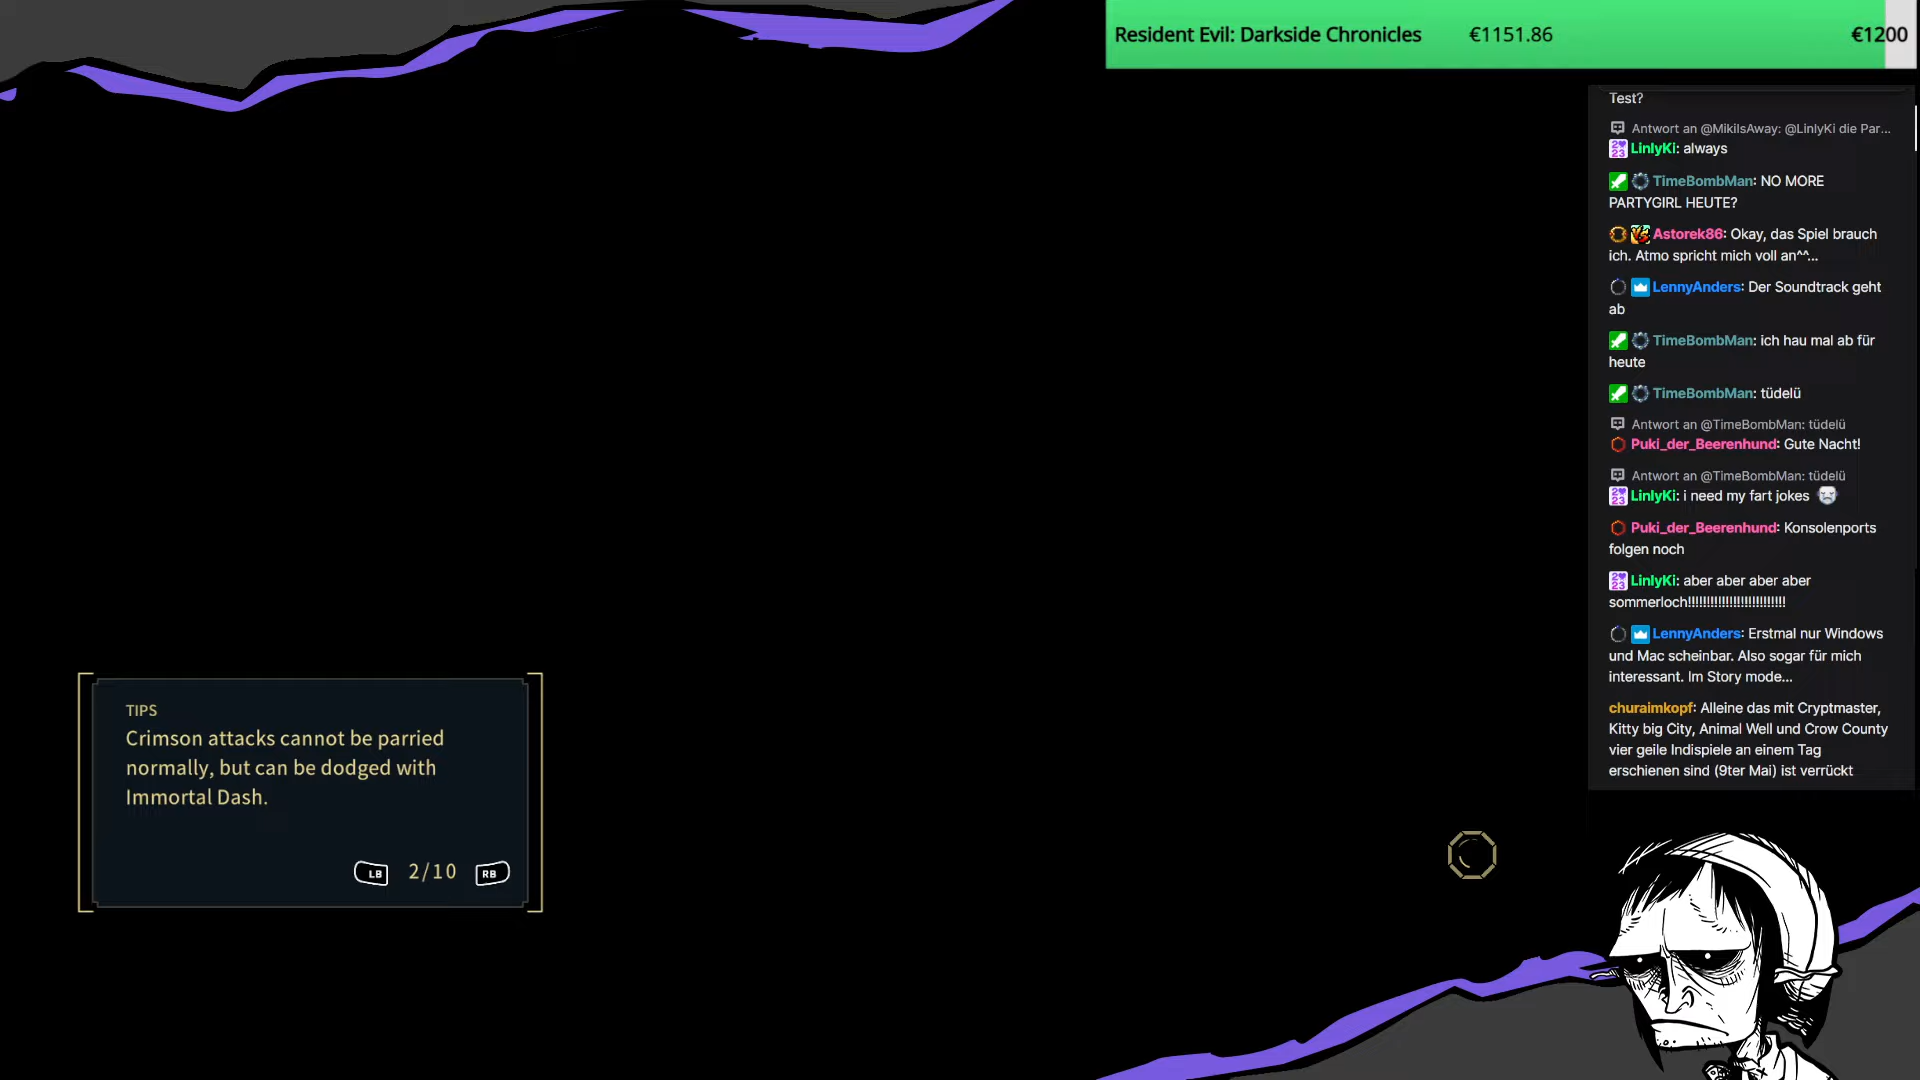 Resident Evil: Darkside Chronicles €1151.86 €1200
Test?
Antwort an @MikilsAway: @LinlyKi die Par...
LinlyKi: always
TimeBombMan: NO MORE
PARTYGIRL HEUTE?
Astorek86: Okay, das Spiel brauch
ich. Atmo spricht mich voll an^^...
LennyAnders: Der Soundtrack geht
ab
TimeBombMan: ich hau mal ab für
heute
TimeBombMan: tüdelü
Antwort an @TimeBombMan: tüdelü
Puki_der_Beerenhund: Gute Nacht!
Antwort an @TimeBombMan: tüdelü
LinlyKi: i need my fart jokes
Puki_der_Beerenhund: Konsolenports
folgen noch
LinlyKi: aber aber aber aber
sommerloch!!!!!!!!!!!!!!!!!!!!!!!!!!
LennyAnders: Erstmal nur Windows
und Mac scheinbar. Also sogar für mich
interessant. Im Story mode...
churaimkopf: Alleine das mit Cryptmaster,
Kitty big City, Animal Well und Crow County
vier geile Indispiele an einem Tag
erschienen sind (9ter Mai) ist verrückt
TIPS
Crimson attacks cannot be parried
normally, but can be dodged with
Immortal Dash.
LB 2/10 RB